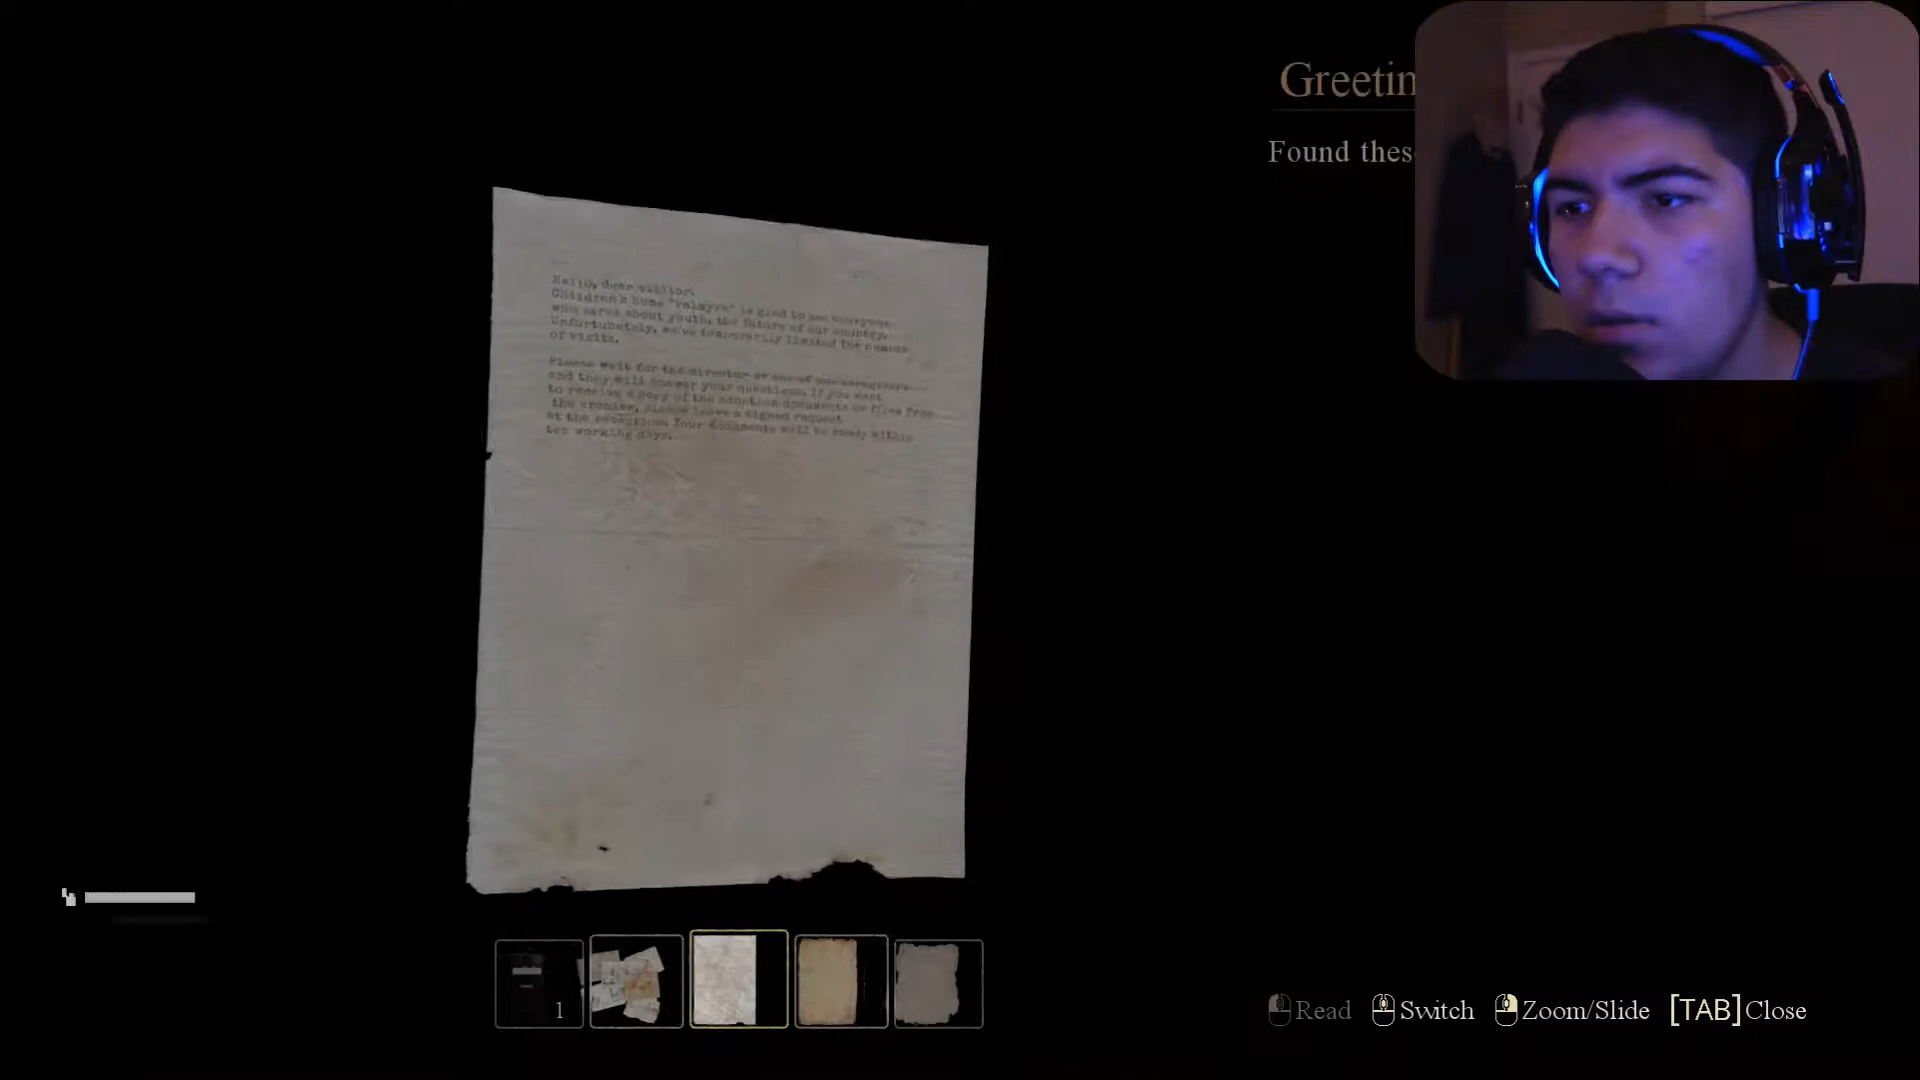 Greetin
Found thes
Hello, dear visitor.
Children's home "Palmyra" is glad to see everyone
who cares about youth, the future of our country.
Unfortunately, we've temporarily limited the number
of visits.
Please wait for the director or one of our caregivers
and they will answer your questions. If you want
to receive a copy of the adoption documents or files from
the archive, please leave a signed request
at the reception. Your documents will be ready within
ten working days.
1
Read Switch Zoom/Slide [TAB]Close